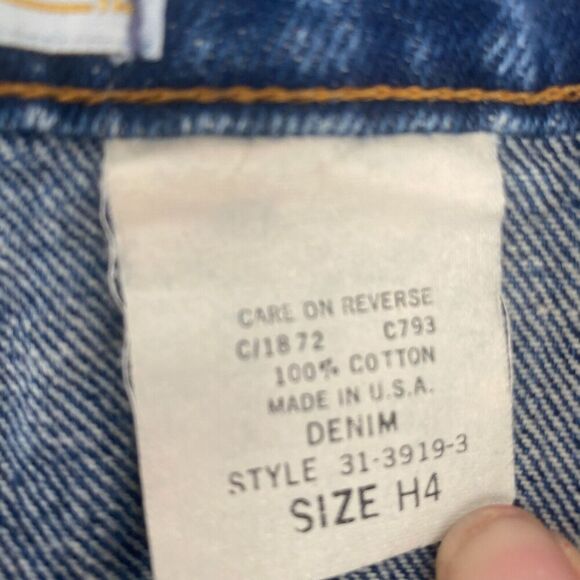 CARE ON REVERSE
C/1872 C793
100% COTTON
MADE IN U.S.A.
DENIM
STYLE 31-3919-3
SIZE H4